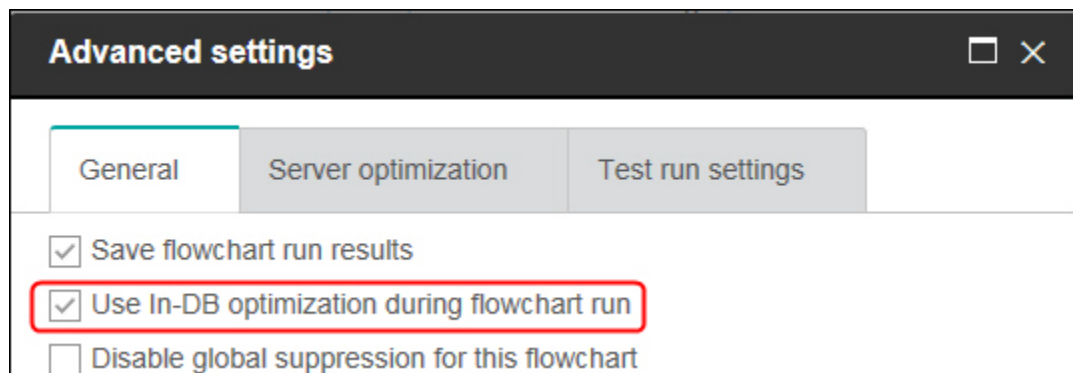 Advanced settings
General Server optimization Test run settings
Save flowchart run results
Use In-DB optimization during flowchart run
Disable global suppression for this flowchart